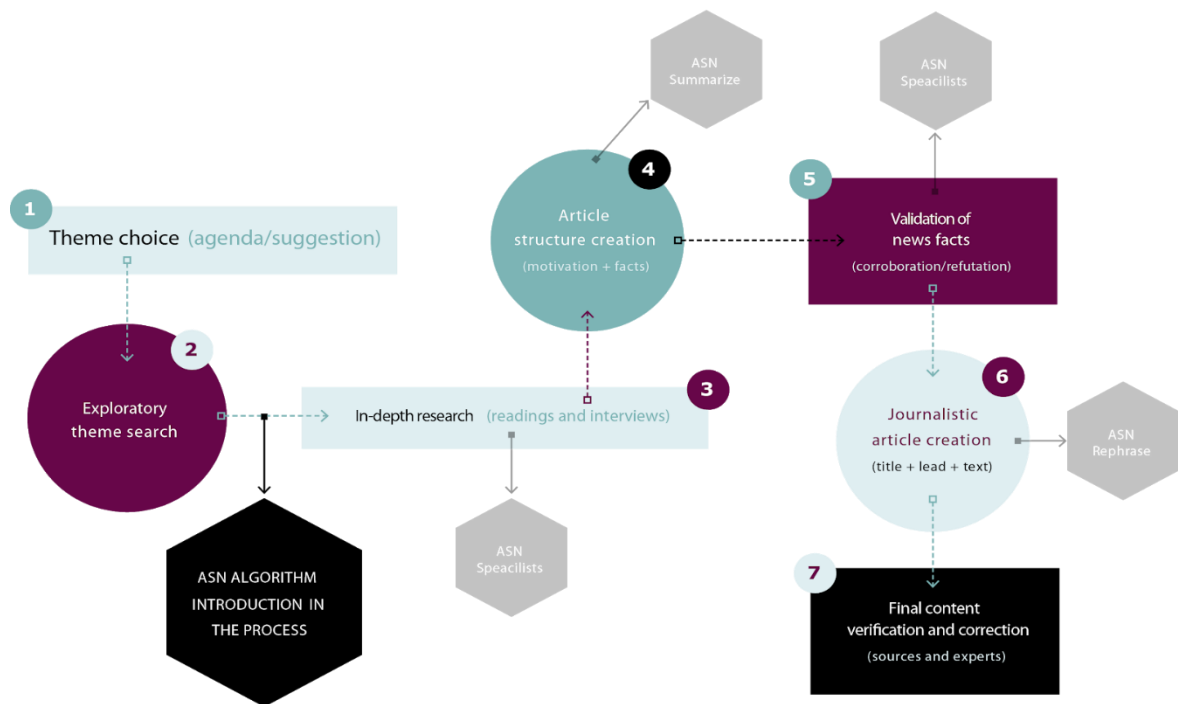 1
Theme choice (agenda/suggestion)
2
Exploratory
theme search
ASN ALGORITHM
INTRODUCTION IN
THE PROCESS
3
In-depth research (readings and interviews)
ASN
Speacilists
4
Article
structure creation
(motivation + facts)
ASN
Summarize
5
Validation of
news facts
(corroboration/refutation)
ASN
Speacilists
6
Journalistic
article creation
(title + lead + text)
ASN
Rephrase
7
Final content
verification and correction
(sources and experts)